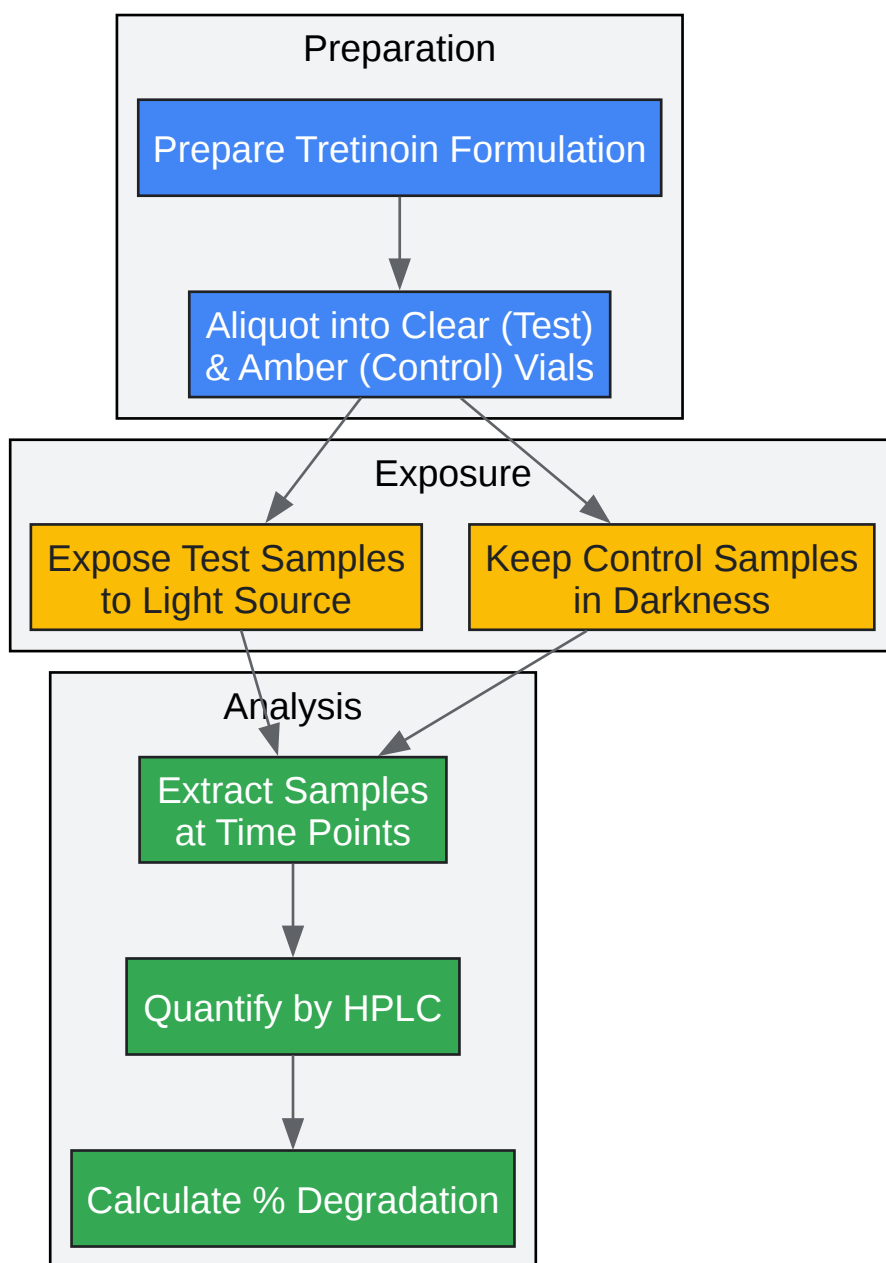 Preparation
Prepare Tretinoin Formulation
Aliquot into Clear (Test)
& Amber (Control) Vials
Exposure
Expose Test Samples
to Light Source
Keep Control Samples
in Darkness
Analysis
Extract Samples
at Time Points
Quantify by HPLC
Calculate % Degradation